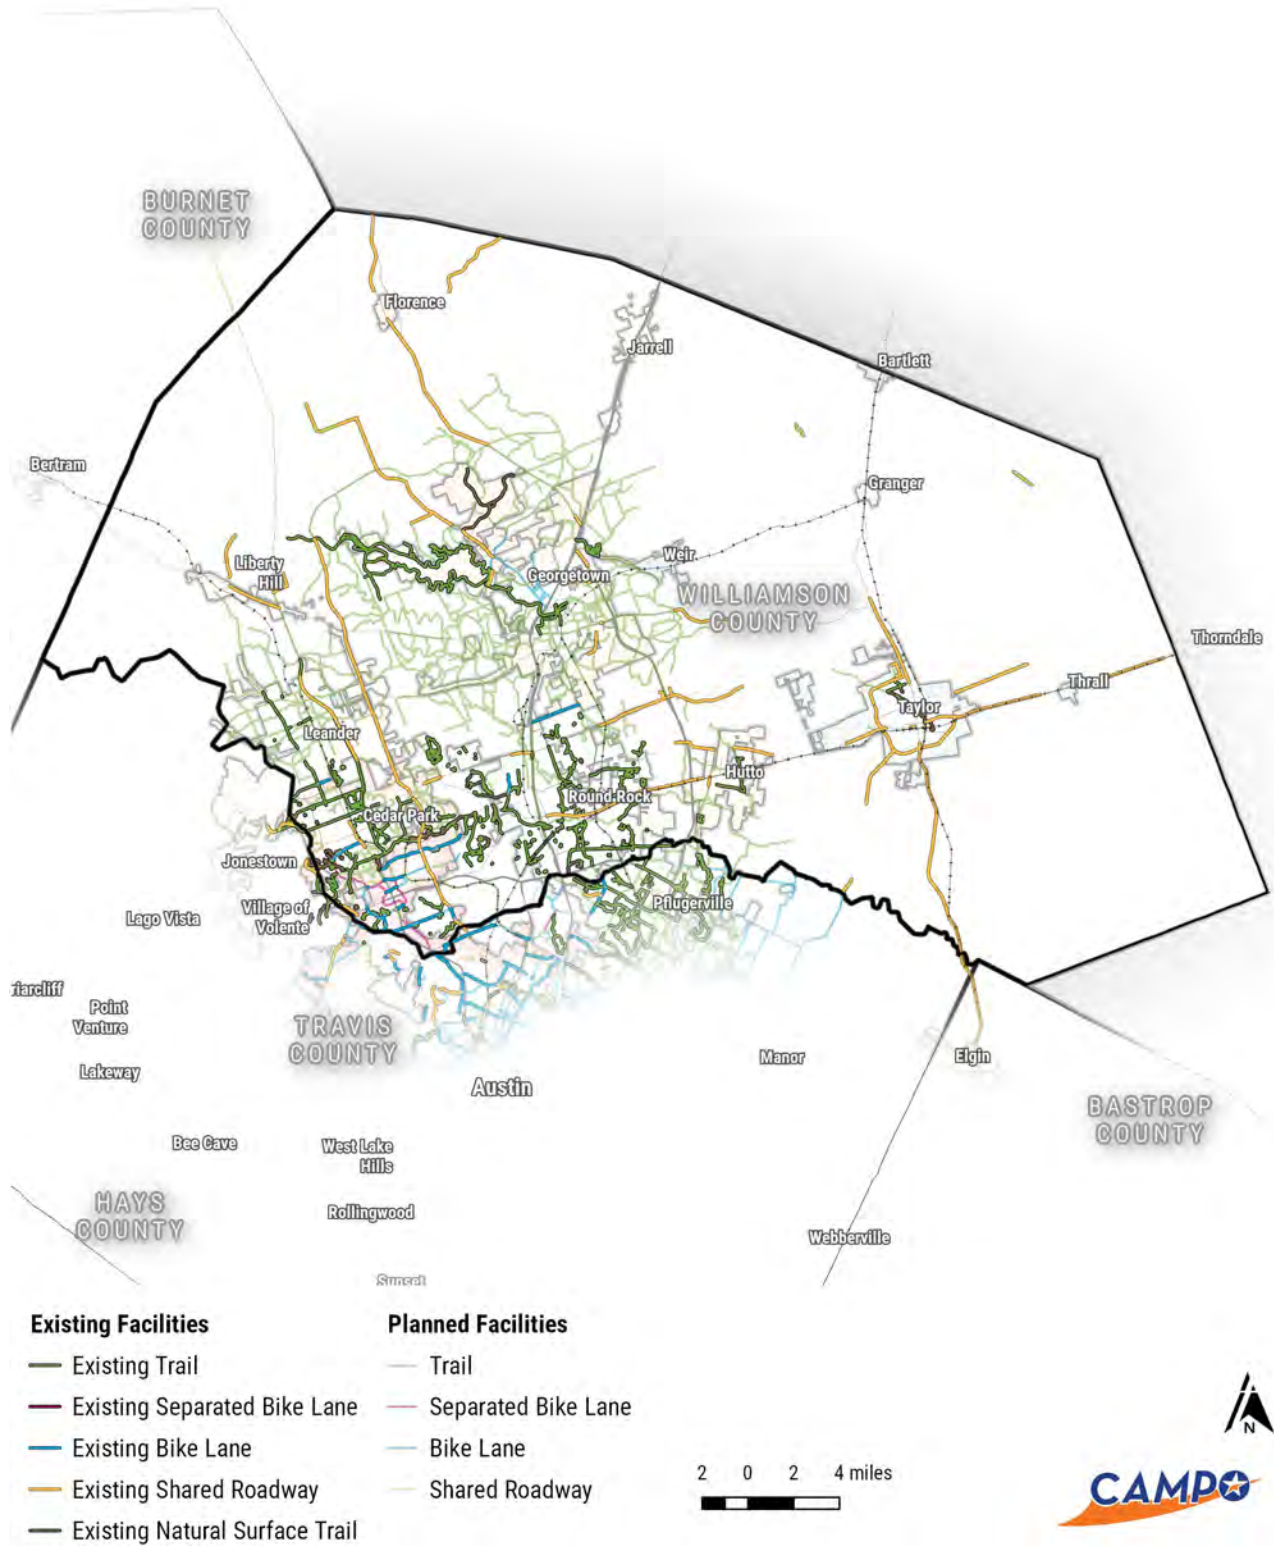 BURNET
COUNTY
Florence
Jarrell
Bartlett
Bertram
Granger
Liberty
Hill
Georgetown
Weir
WILLIAMSON
COUNTY
Thorndale
Thrall
Taylor
Leander
Hutto
Round Rock
Cedar Park
Jonestown
Village of
Volente
Lago Vista
Pflugerville
riarcliff
Point
Venture
TRAVIS
COUNTY
Lakeway
Manor
Elgin
Austin
BASTROP
COUNTY
Bee Cave
West Lake
Hills
HAYS
COUNTY
Rollingwood
Webberville
Sunset
Existing Facilities
Existing Trail
Existing Separated Bike Lane
Existing Bike Lane
Existing Shared Roadway
Existing Natural Surface Trail
Planned Facilities
Trail
Separated Bike Lane
Bike Lane
Shared Roadway
2 0 2 4 miles
N
CAMPO